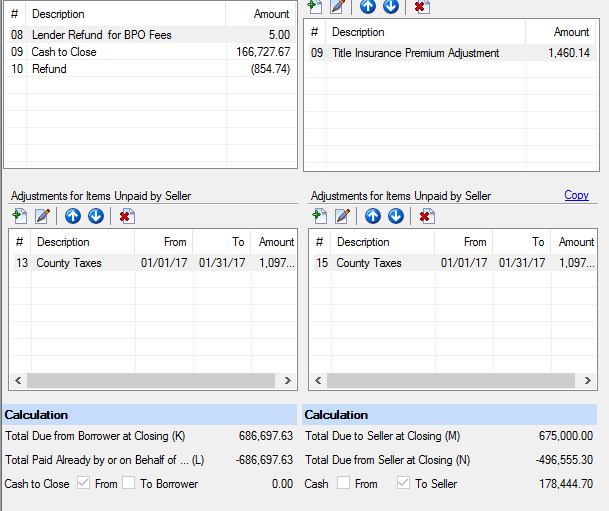 # Description Amount
08 Lender Refund for BPO Fees 5.00
09 Cash to Close 166,727.67
10 Refund (854.74)
# Description Amount
09 Title Insurance Premium Adjustment 1,460.14
Adjustments for Items Unpaid by Seller
# Description From To Amount
13 County Taxes 01/01/17 01/31/17 1,097...
Adjustments for Items Unpaid by Seller Copy
# Description From To Amount
15 County Taxes 01/01/17 01/31/17 1,097...
Calculation
Total Due from Borrower at Closing (K) 686,697.63
Total Paid Already by or on Behalf of ... (L) -686,697.63
Cash to Close From To Borrower 0.00
Calculation
Total Due to Seller at Closing (M) 675,000.00
Total Due from Seller at Closing (N) -496,555.30
Cash From To Seller 178,444.70